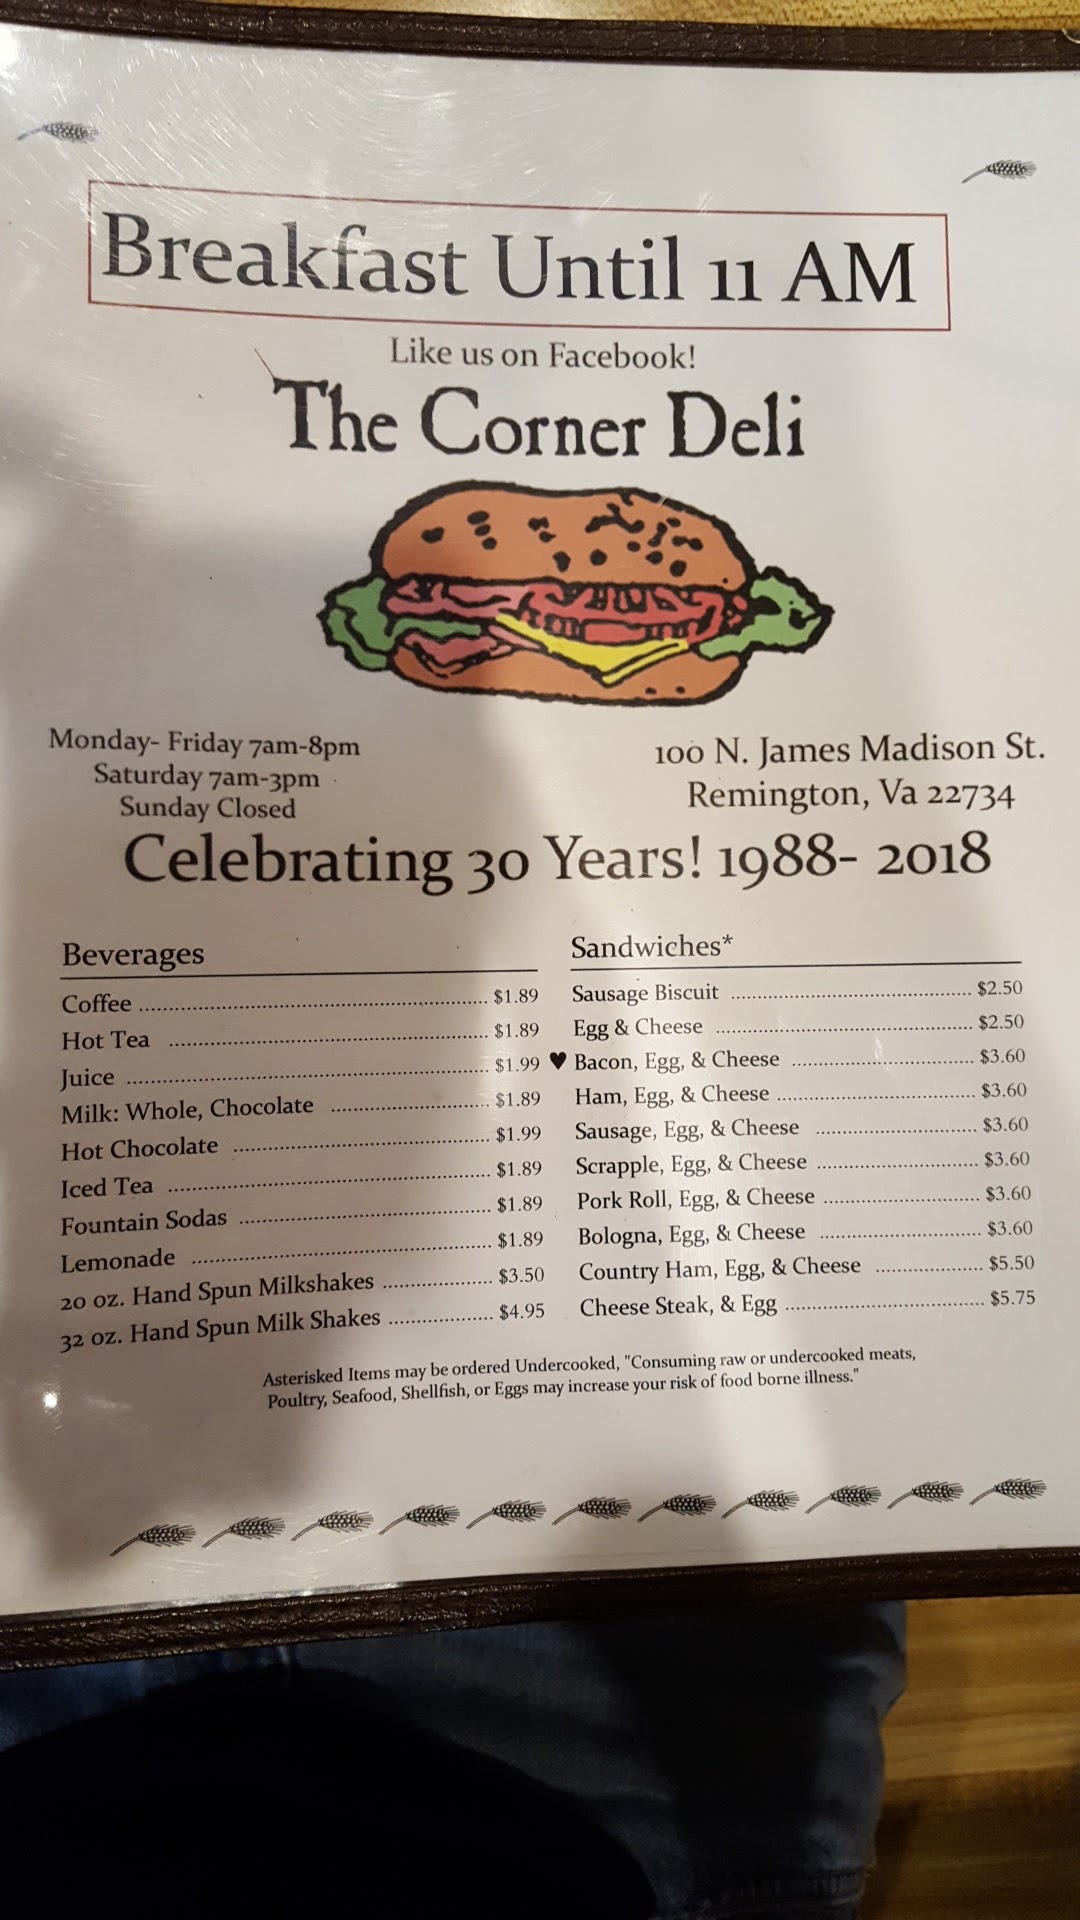 Breakfast Until 11 AM
Like us on Facebook!
The Corner Deli
Monday- Friday 7am-8pm
Saturday 7am-3pm
Sunday Closed
100 N. James Madison St.
Remington, Va 22734
Celebrating 30 Years! 1988- 2018
Beverages
Coffee ........ $1.89
Hot Tea ........ $1.89
Juice ........ $1.99
Milk: Whole, Chocolate ........ $1.89
Hot Chocolate ........ $1.99
Iced Tea ........ $1.89
Fountain Sodas ........ $1.89
Lemonade ........ $1.89
20 oz. Hand Spun Milkshakes ........ $3.50
32 oz. Hand Spun Milk Shakes ........ $4.95
Sandwiches*
Sausage Biscuit ........ $2.50
Egg & Cheese ........ $2.50
♥ Bacon, Egg, & Cheese ........ $3.60
Ham, Egg, & Cheese ........ $3.60
Sausage, Egg, & Cheese ........ $3.60
Scrapple, Egg, & Cheese ........ $3.60
Pork Roll, Egg, & Cheese ........ $3.60
Bologna, Egg, & Cheese ........ $3.60
Country Ham, Egg, & Cheese ........ $5.50
Cheese Steak, & Egg ........ $5.75
Asterisked Items may be ordered Undercooked, "Consuming raw or undercooked meats,
Poultry, Seafood, Shellfish, or Eggs may increase your risk of food borne illness."